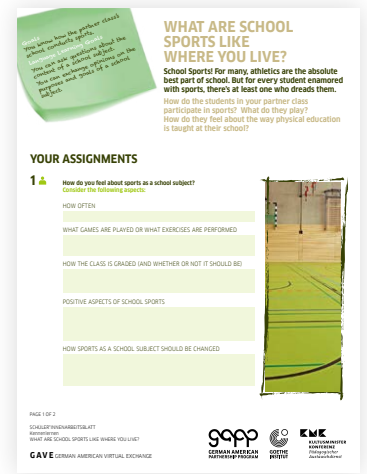 Goals
You know how the partner class
school conducts sports.
Language Learning Goals
You can ask questions about the
content of a school subject.
You can exchange opinions on the
purposes and goals of a school
subject.
WHAT ARE SCHOOL
SPORTS LIKE
WHERE YOU LIVE?
School Sports! For many, athletics are the absolute
best part of school. But for every student enamored
with sports, there's at least one who dreads them.
How do the students in your partner class
participate in sports? What do they play?
How do they feel about the way physical education
is taught at their school?
YOUR ASSIGNMENTS
1
How do you feel about sports as a school subject?
Consider the following aspects:
HOW OFTEN
WHAT GAMES ARE PLAYED OR WHAT EXERCISES ARE PERFORMED
HOW THE CLASS IS GRADED (AND WHETHER OR NOT IT SHOULD BE)
POSITIVE ASPECTS OF SCHOOL SPORTS
HOW SPORTS AS A SCHOOL SUBJECT SHOULD BE CHANGED
PAGE 1 OF 2
SCHÜLER*INNENARBEITSBLATT
Kennenlernen
WHAT ARE SCHOOL SPORTS LIKE WHERE YOU LIVE?
GAVE GERMAN AMERICAN VIRTUAL EXCHANGE
gapp
GERMAN AMERICAN
PARTNERSHIP PROGRAM
GOETHE
INSTITUT
KMK
KULTUSMINISTER
KONFERENZ
Pädagogischer
Austauschdienst